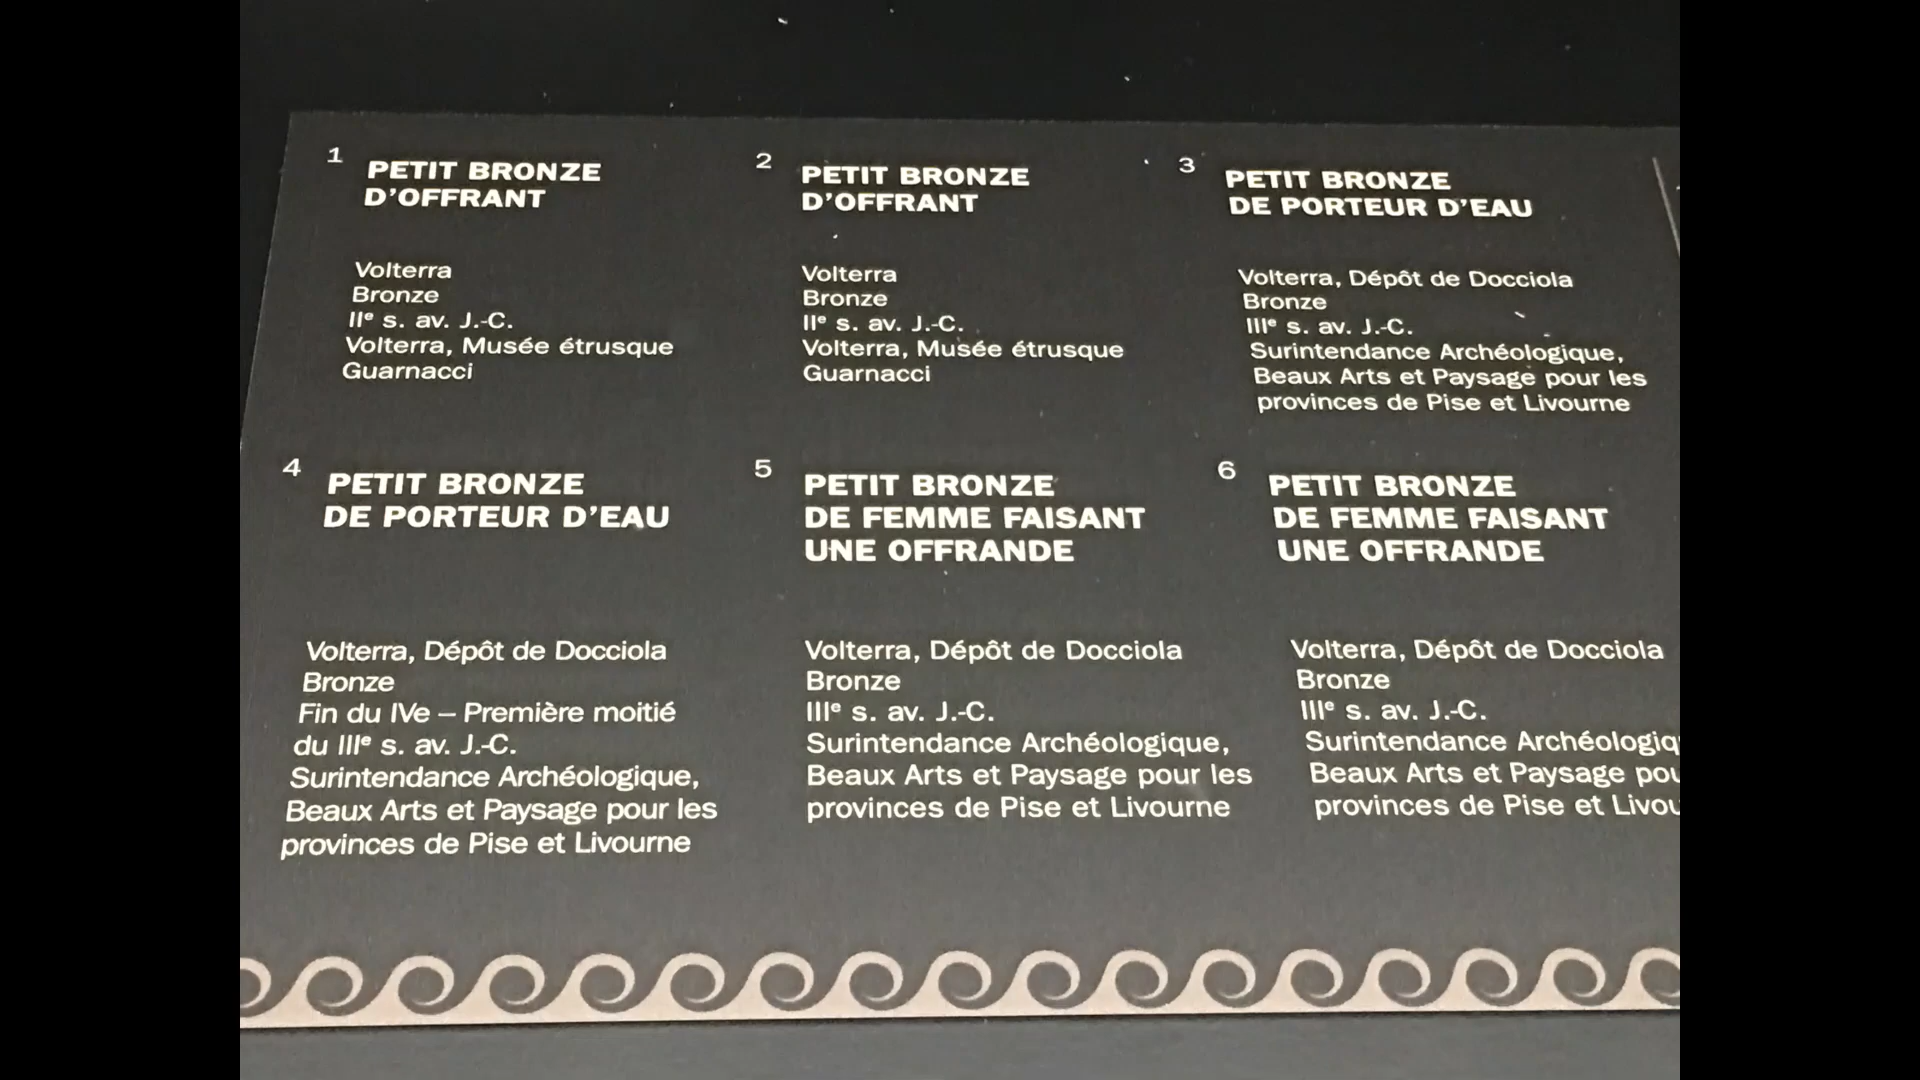 1
PETIT BRONZE
D'OFFRANT
Volterra
Bronze
IIe s. av. J.-C.
Volterra, Musée étrusque
Guarnacci
2
PETIT BRONZE
D'OFFRANT
Volterra
Bronze
IIe s. av. J.-C.
Volterra, Musée étrusque
Guarnacci
3
PETIT BRONZE
DE PORTEUR D'EAU
Volterra, Dépôt de Docciola
Bronze
IIIe s. av. J.-C.
Surintendance Archéologique,
Beaux Arts et Paysage pour les
provinces de Pise et Livourne
4
PETIT BRONZE
DE PORTEUR D'EAU
Volterra, Dépôt de Docciola
Bronze
Fin du IVe – Première moitié
du IIIe s. av. J.-C.
Surintendance Archéologique,
Beaux Arts et Paysage pour les
provinces de Pise et Livourne
5
PETIT BRONZE
DE FEMME FAISANT
UNE OFFRANDE
Volterra, Dépôt de Docciola
Bronze
IIIe s. av. J.-C.
Surintendance Archéologique,
Beaux Arts et Paysage pour les
provinces de Pise et Livourne
6
PETIT BRONZE
DE FEMME FAISANT
UNE OFFRANDE
Volterra, Dépôt de Docciola
Bronze
IIIe s. av. J.-C.
Surintendance
Beaux Arts et Paysage
provinces de Pise et